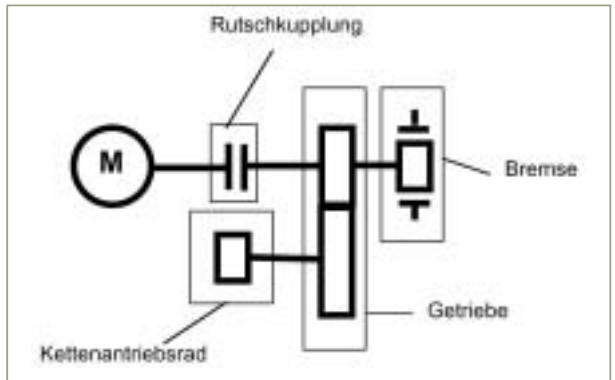 Rutschkupplung
M
Bremse
Getriebe
Kettenantriebsrad